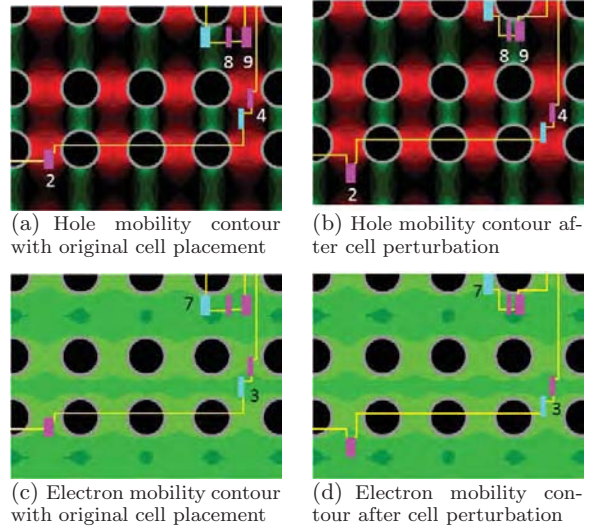 8 9
4
2
8 9
4
2
(a) Hole mobility contour
with original cell placement
(b) Hole mobility contour af-
ter cell perturbation
7
3
7
3
(c) Electron mobility contour
with original cell placement
(d) Electron mobility con-
tour after cell perturbation